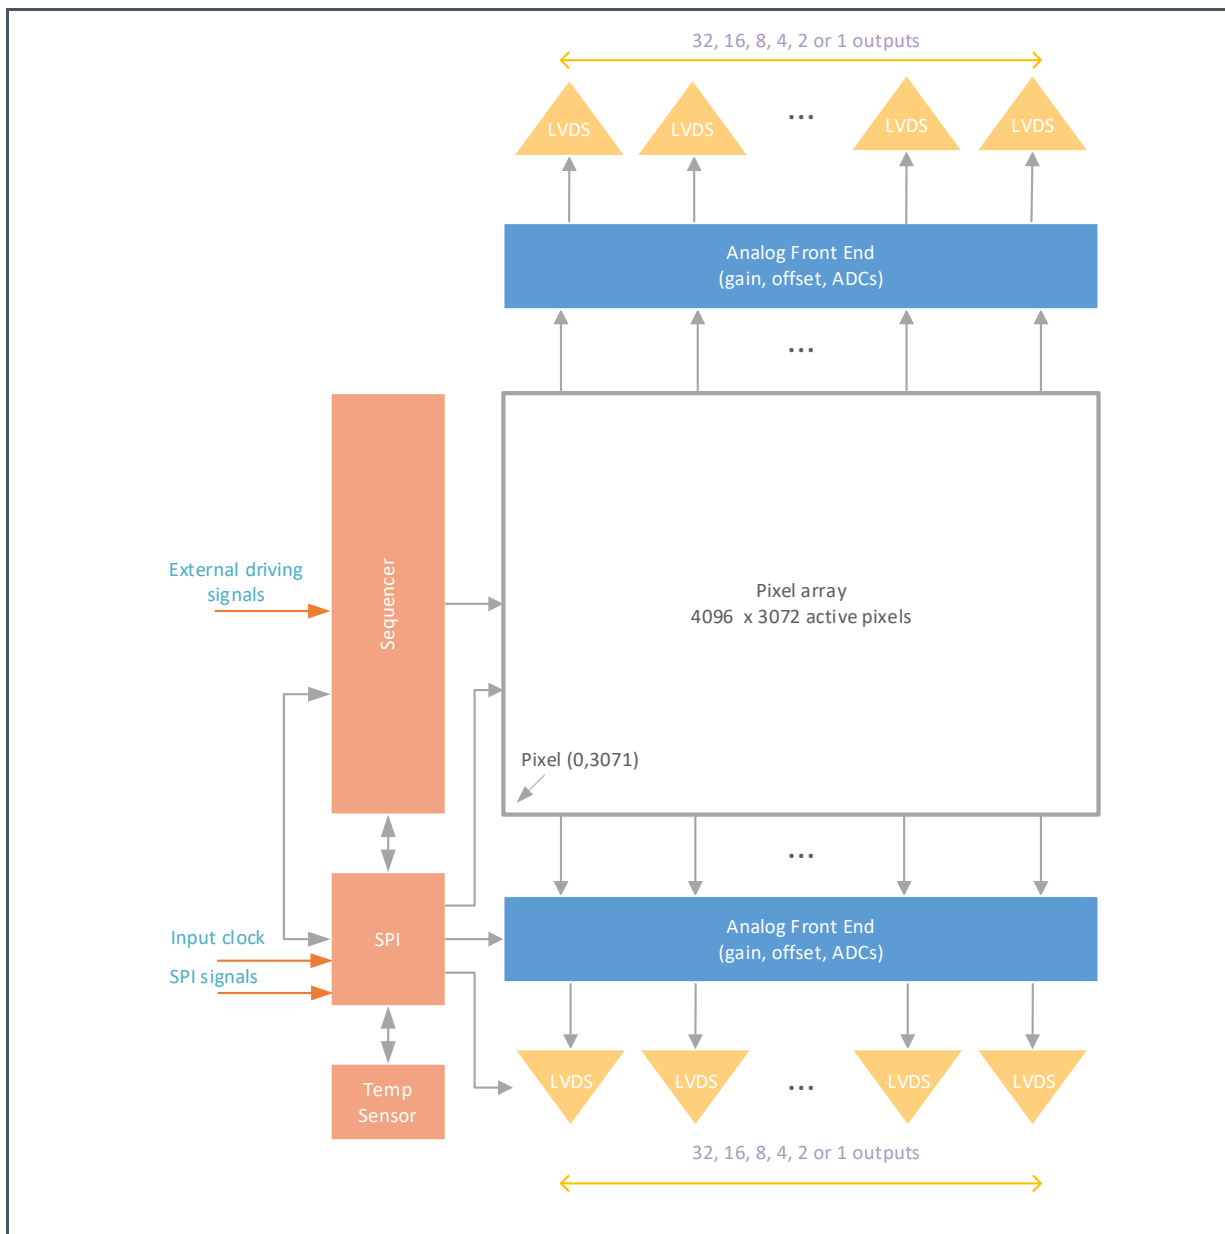 32, 16, 8, 4, 2 or 1 outputs
LVDS
LVDS
...
LVDS
LVDS
Analog Front End
(gain, offset, ADCs)
...
Sequencer
External driving
signals
Pixel array
4096 x 3072 active pixels
Pixel (0,3071)
...
Input clock
SPI signals
SPI
Analog Front End
(gain, offset, ADCs)
Temp
Sensor
LVDS
LVDS
...
LVDS
LVDS
32, 16, 8, 4, 2 or 1 outputs